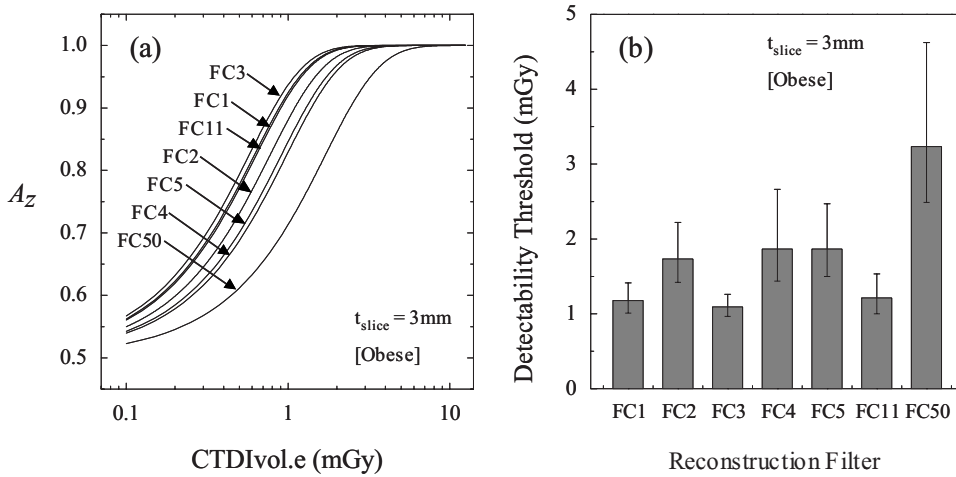 (a)
1.0
0.9
0.8
0.7
0.6
0.5
A_Z
FC3
FC1
FC11
FC2
FC5
FC4
FC50
t_slice = 3mm
[Obese]
0.1 1 10
CTDIvol.e (mGy)
(b)
t_slice = 3mm
[Obese]
5
4
3
2
1
0
Detectability Threshold (mGy)
FC1 FC2 FC3 FC4 FC5 FC11 FC50
Reconstruction Filter